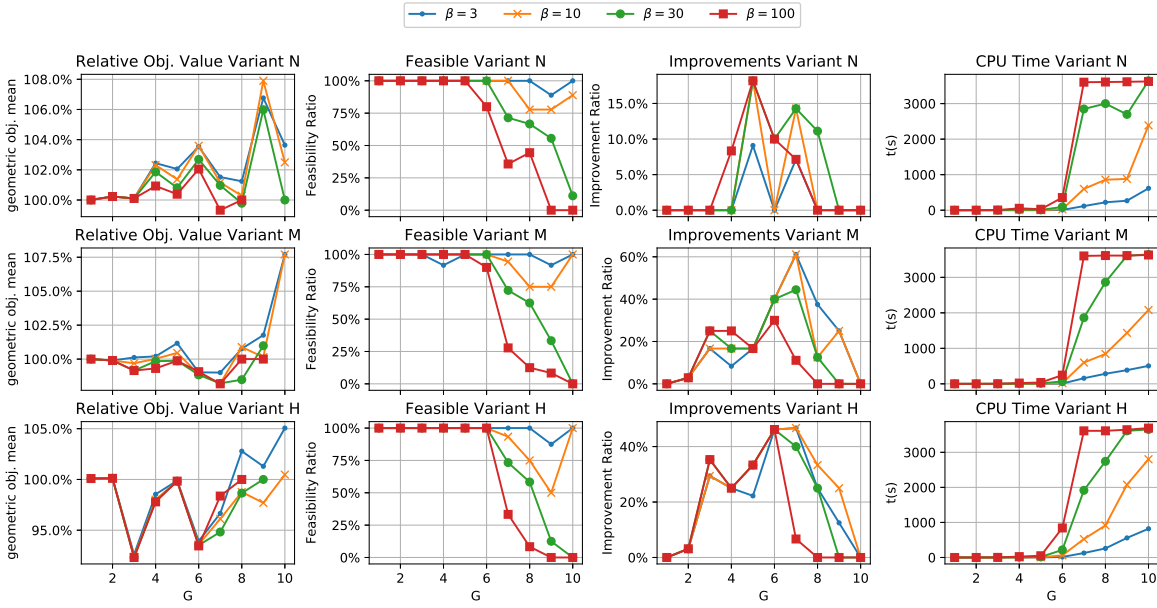 β = 3 β = 10 β = 30 β = 100
Relative Obj. Value Variant N Feasible Variant N Improvements Variant N CPU Time Variant N
geometric obj. mean
108.0%
106.0%
104.0%
102.0%
100.0%
Feasibility Ratio
100%
75%
50%
25%
0%
Improvement Ratio
15.0%
10.0%
5.0%
0.0%
t(s)
3000
2000
1000
0
Relative Obj. Value Variant M Feasible Variant M Improvements Variant M CPU Time Variant M
geometric obj. mean
107.5%
105.0%
102.5%
100.0%
Feasibility Ratio
100%
75%
50%
25%
0%
Improvement Ratio
60%
40%
20%
0%
t(s)
3000
2000
1000
0
Relative Obj. Value Variant H Feasible Variant H Improvements Variant H CPU Time Variant H
geometric obj. mean
105.0%
100.0%
95.0%
2 4 6 8 10
G
Feasibility Ratio
100%
75%
50%
25%
0%
2 4 6 8 10
G
Improvement Ratio
40%
20%
0%
2 4 6 8 10
G
t(s)
3000
2000
1000
0
2 4 6 8 10
G